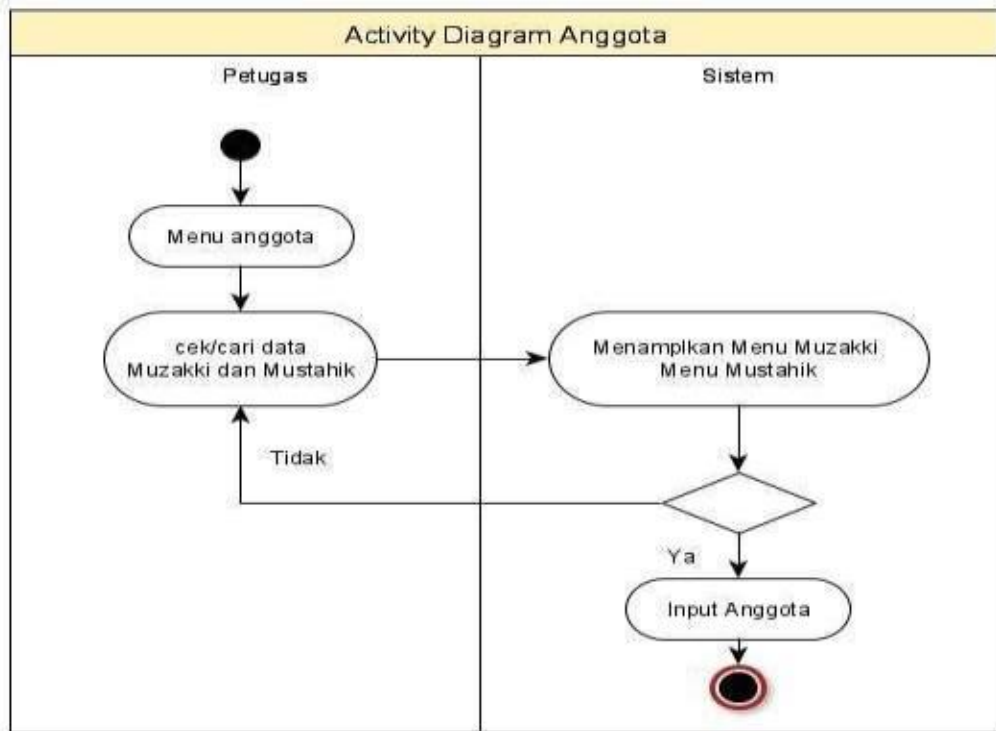 Activity Diagram Anggota
Petugas
Sistem
Menu anggota
cek/cari data
Muzakki dan Mustahik
Menamplkan Menu Muzakki
Menu Mustahik
Tidak
Ya
Input Anggota